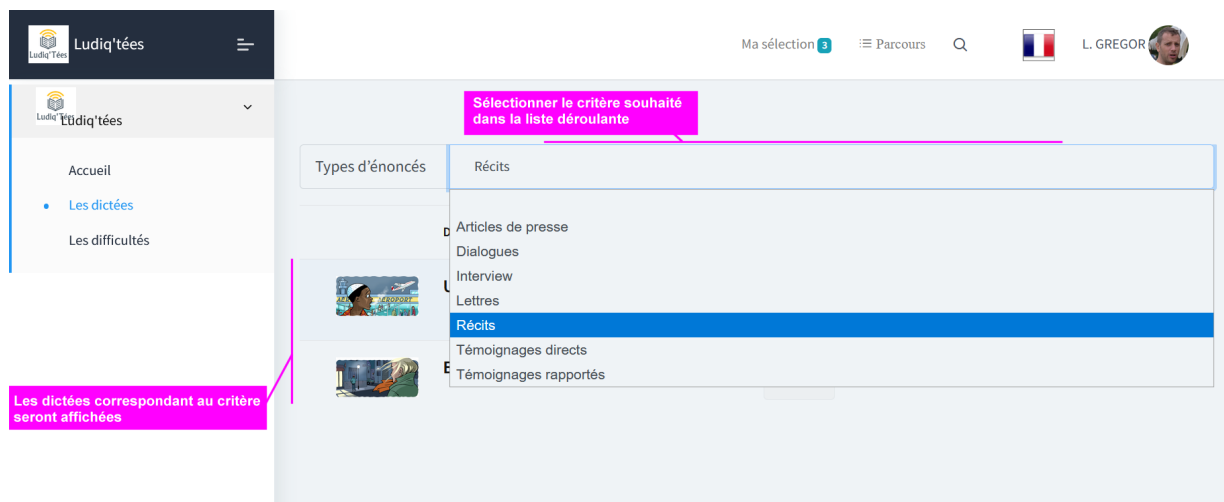 Ludiq'Tées
Ludiq'tées
Ma sélection 3
Parcours
L. GREGOR
Ludiq'tées
Sélectionner le critère souhaité
dans la liste déroulante
Accueil
Les dictées
Les difficultés
Types d'énoncés
Récits
Articles de presse
Dialogues
Interview
Lettres
Récits
Témoignages directs
Témoignages rapportés
AEROPORT
Les dictées correspondant au critère
seront affichées